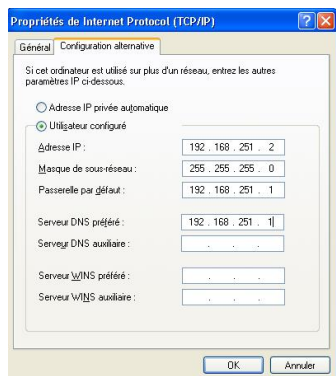 Propriétés de Internet Protocol (TCP/IP)
Général Configuration alternative
Si cet ordinateur est utilisé sur plus d'un réseau, entrez les autres
paramètres IP ci-dessous.
Adresse IP privée automatique
Utilisateur configuré
Adresse IP : 192 . 168 . 251 . 2
Masque de sous-réseau : 255 . 255 . 255 . 0
Passerelle par défaut : 192 . 168 . 251 . 1
Serveur DNS préféré : 192 . 168 . 251 . 1
Serveur DNS auxiliaire : . . .
Serveur WINS préféré : . . .
Serveur WINS auxiliaire : . . .
OK Annuler